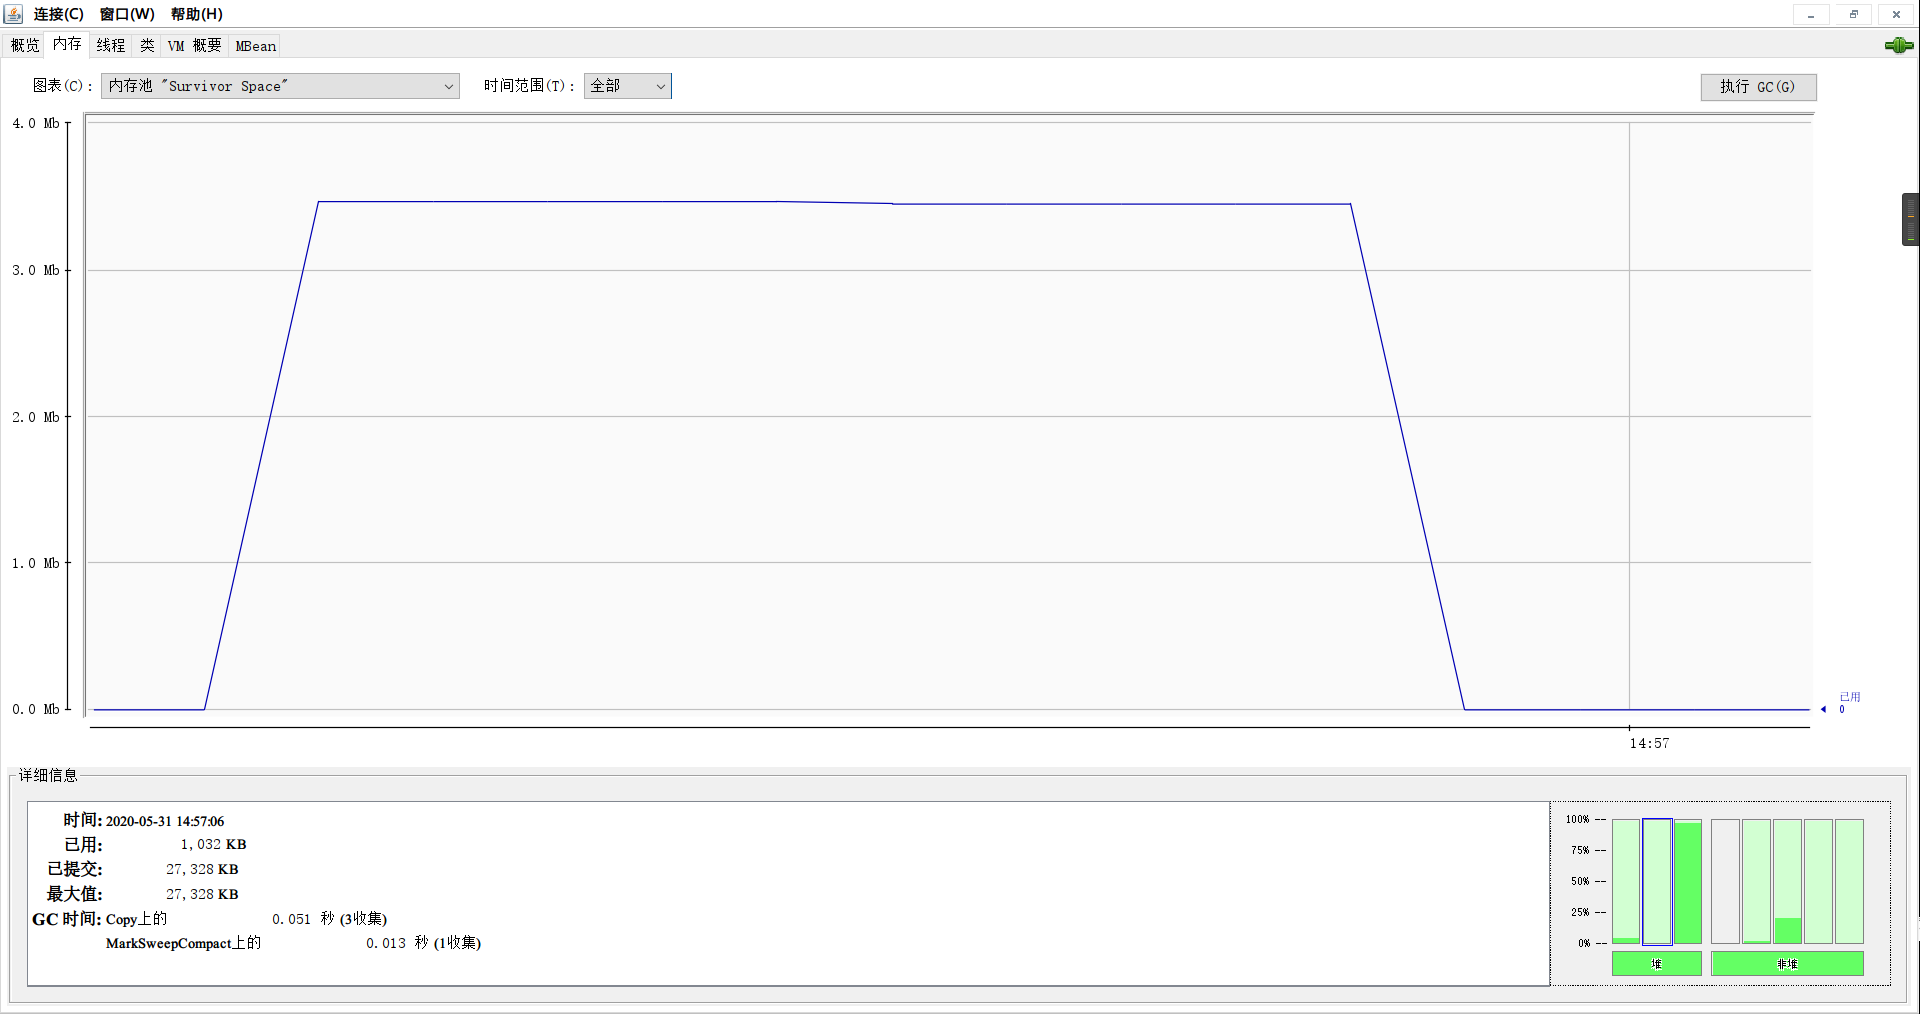 连接(C) 窗口(W) 帮助(H)
概览 内存 线程 类 VM 概要 MBean
图表(C): 内存池 "Survivor Space" 时间范围(T): 全部 执行 GC(G)
4.0 Mb
3.0 Mb
2.0 Mb
1.0 Mb
0.0 Mb
已用
0
14:57
详细信息
时间: 2020-05-31 14:57:06
已用: 1,032 KB
已提交: 27,328 KB
最大值: 27,328 KB
GC 时间: Copy上的 0.051 秒 (3收集)
MarkSweepCompact上的 0.013 秒 (1收集)
100% --
75% --
50% --
25% --
0% --
堆 非堆